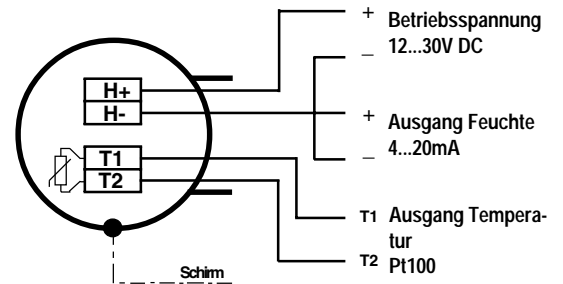 + Betriebsspannung
− 12...30V DC
H+
H-
+ Ausgang Feuchte
− 4...20mA
T1
T2
T1 Ausgang Tempera-
tur
T2 Pt100
Schirm